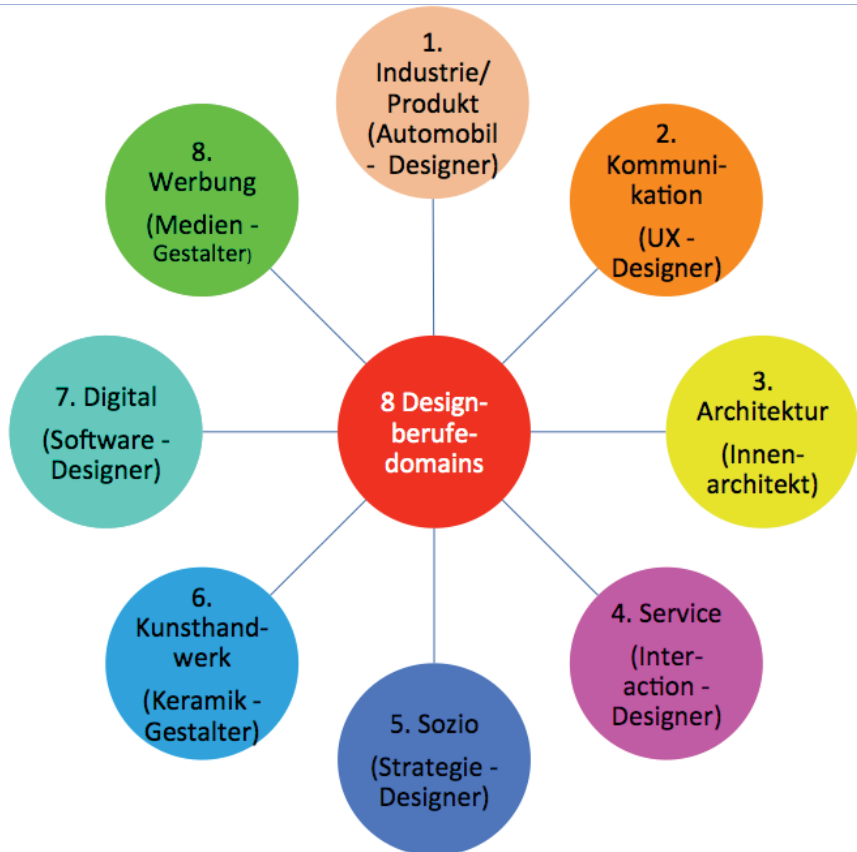 1.
Industrie/
Produkt
(Automobil
- Designer)
2.
Kommuni-
kation
(UX -
Designer)
3.
Architektur
(Innen-
architekt)
4. Service
(Inter-
action -
Designer)
5. Sozio
(Strategie -
Designer)
6.
Kunsthand-
werk
(Keramik -
Gestalter)
7. Digital
(Software -
Designer)
8.
Werbung
(Medien -
Gestalter)
8 Design-
berufe-
domains